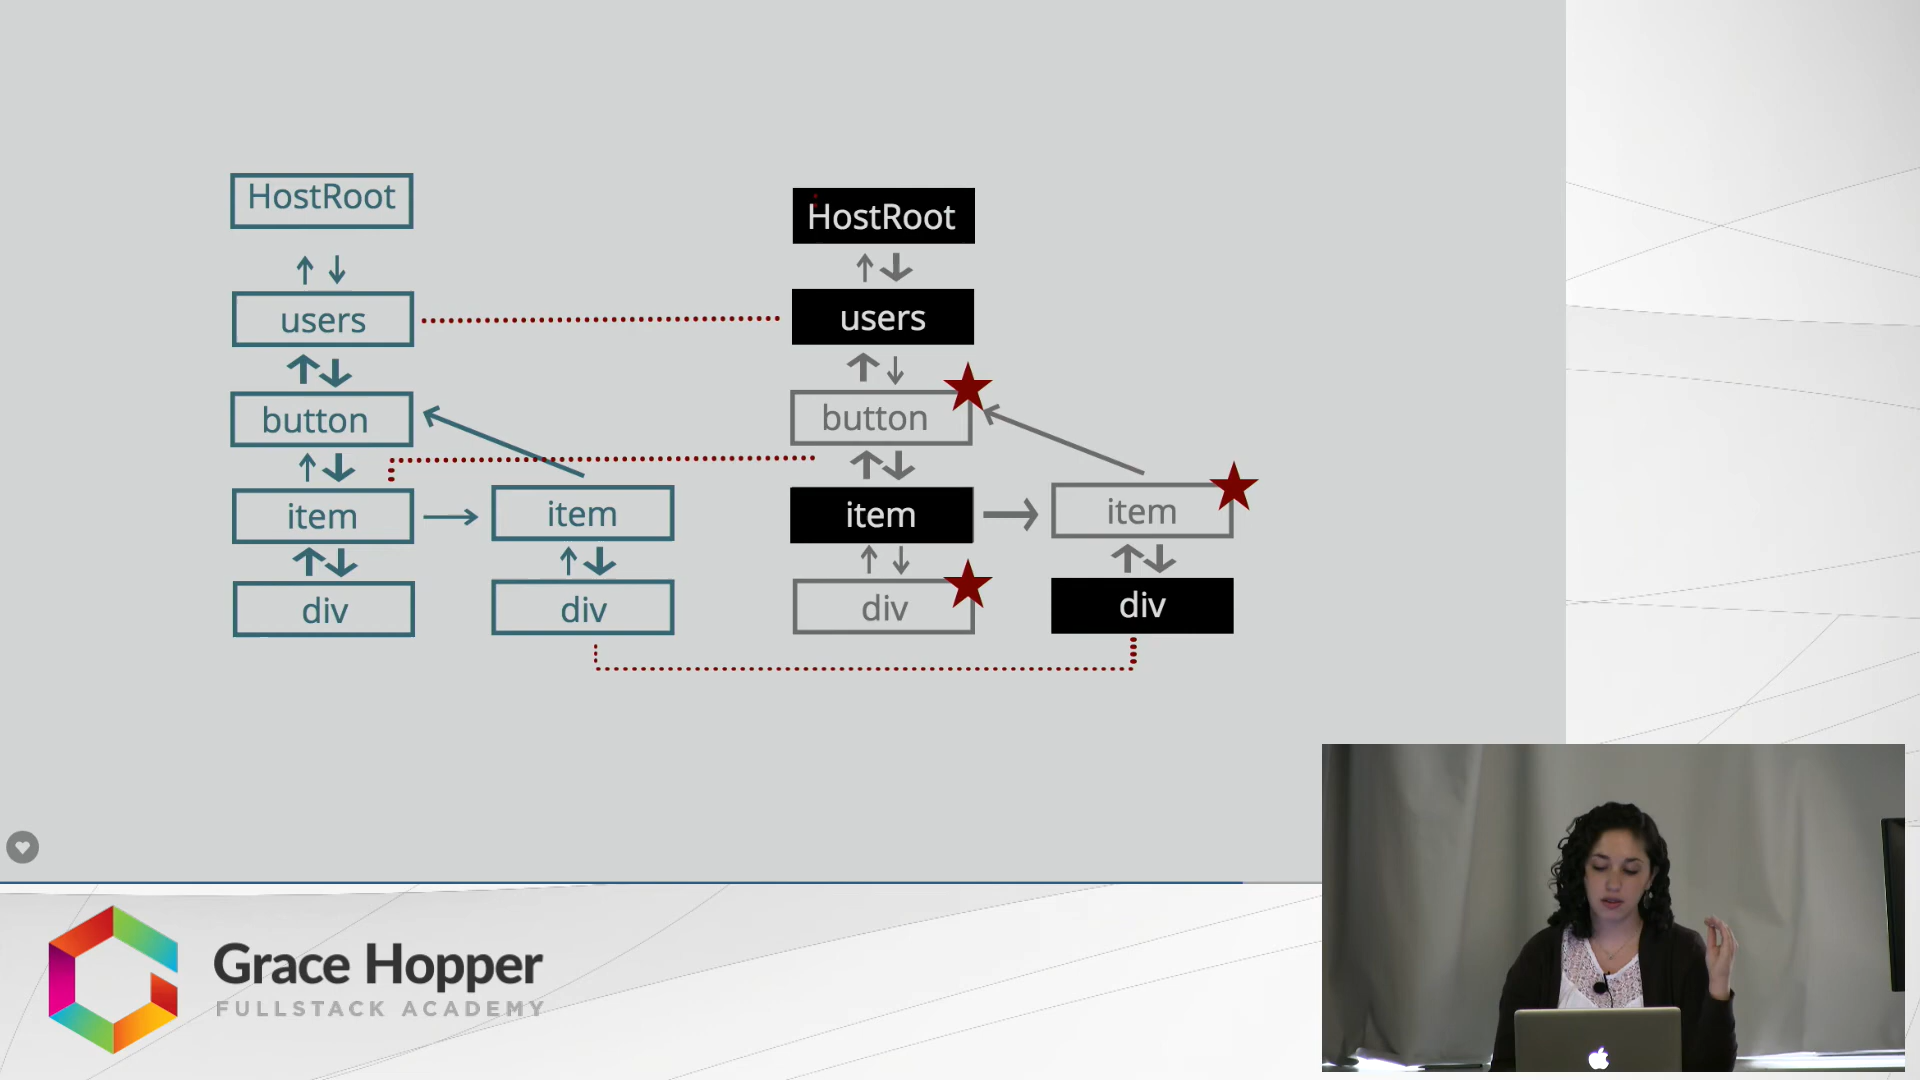 HostRoot
users
button
item
item
div
div
HostRoot
users
button
item
item
div
div
Grace Hopper
FULLSTACK ACADEMY